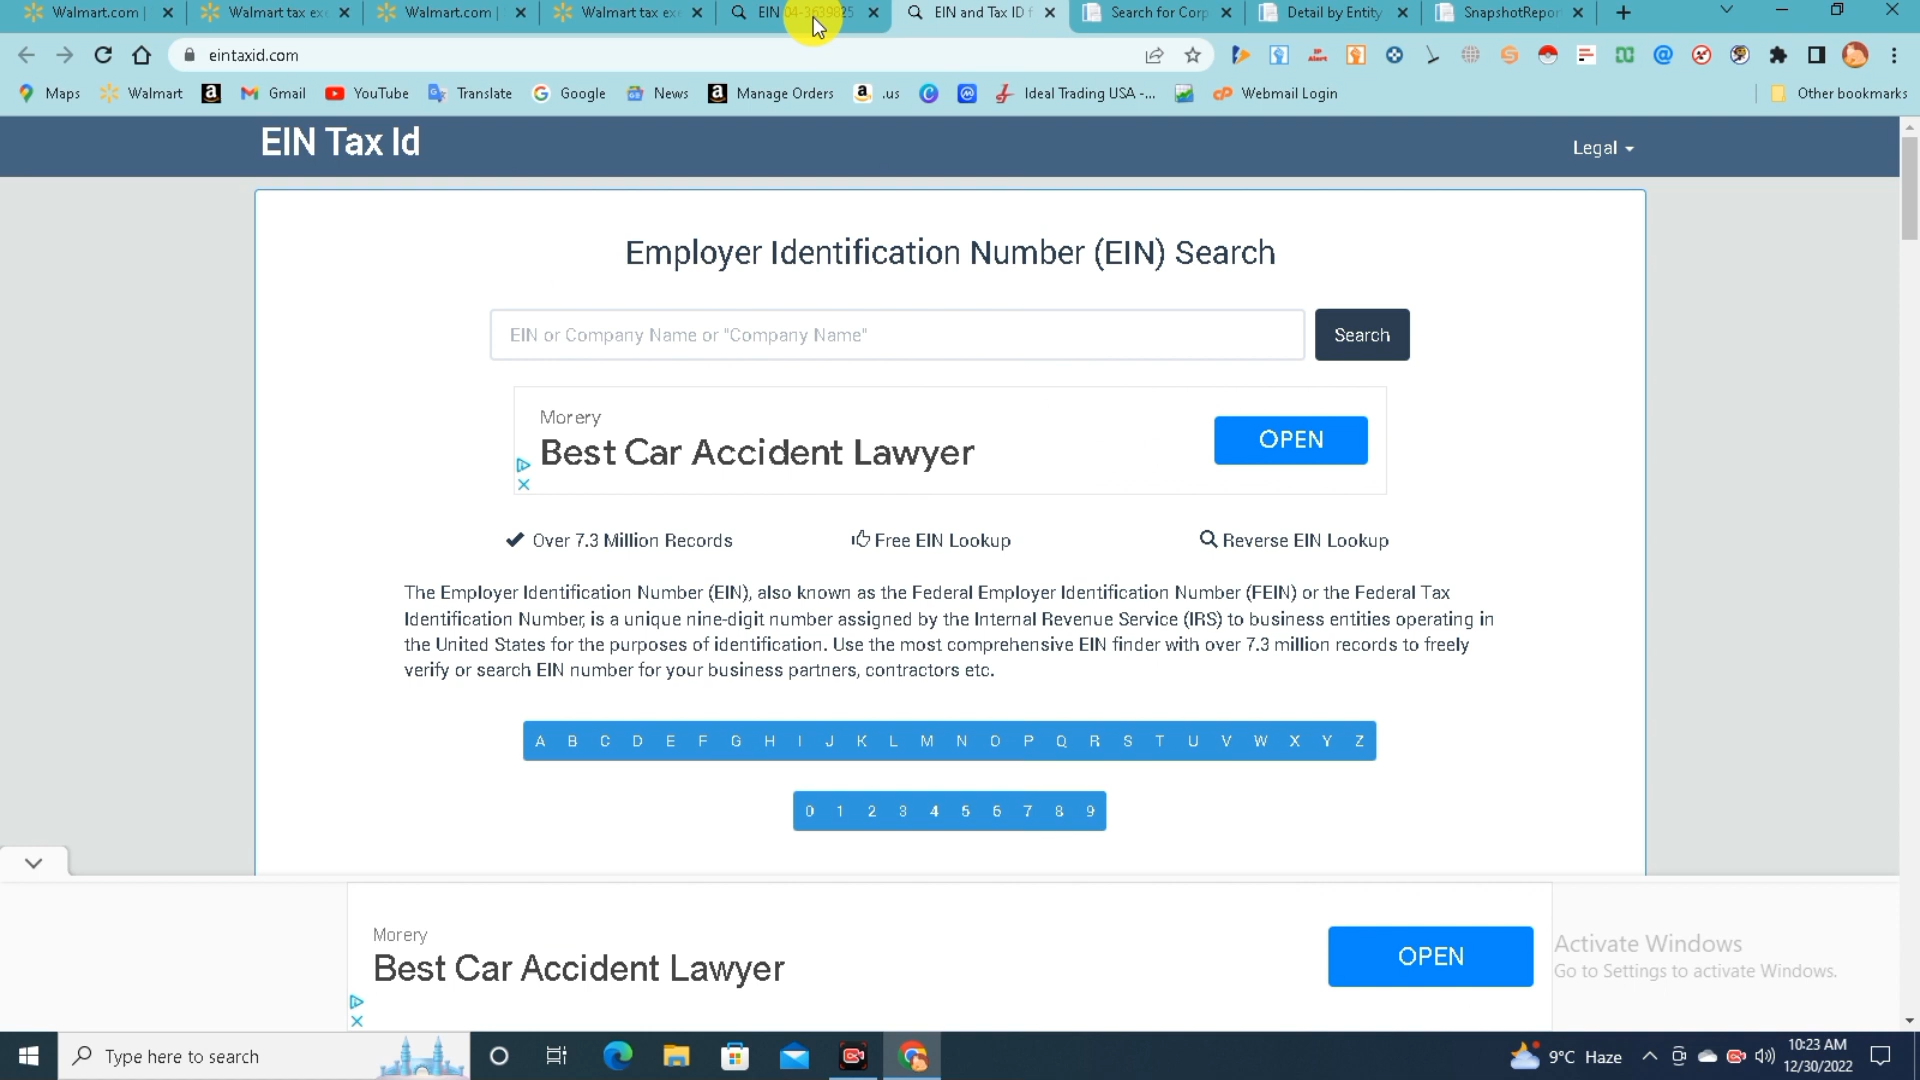 Walmart.com | Walmart tax exe Walmart.com | Walmart tax exe EIN 04-3639825 EIN and Tax ID f Search for Corp Detail by Entity SnapshotRepor
eintaxid.com
Maps Walmart Gmail YouTube Translate Google News Manage Orders .us Ideal Trading USA -... Webmail Login Other bookmarks
EIN Tax Id
Legal
Employer Identification Number (EIN) Search
EIN or Company Name or "Company Name"
Search
Morery
Best Car Accident Lawyer
OPEN
Over 7.3 Million Records Free EIN Lookup Reverse EIN Lookup
The Employer Identification Number (EIN), also known as the Federal Employer Identification Number (FEIN) or the Federal Tax
Identification Number, is a unique nine-digit number assigned by the Internal Revenue Service (IRS) to business entities operating in
the United States for the purposes of identification. Use the most comprehensive EIN finder with over 7.3 million records to freely
verify or search EIN number for your business partners, contractors etc.
A B C D E F G H I J K L M N O P Q R S T U V W X Y Z
0 1 2 3 4 5 6 7 8 9
Morery
Best Car Accident Lawyer
OPEN
Activate Windows
Go to Settings to activate Windows.
Type here to search
9°C Haze
10:23 AM
12/30/2022